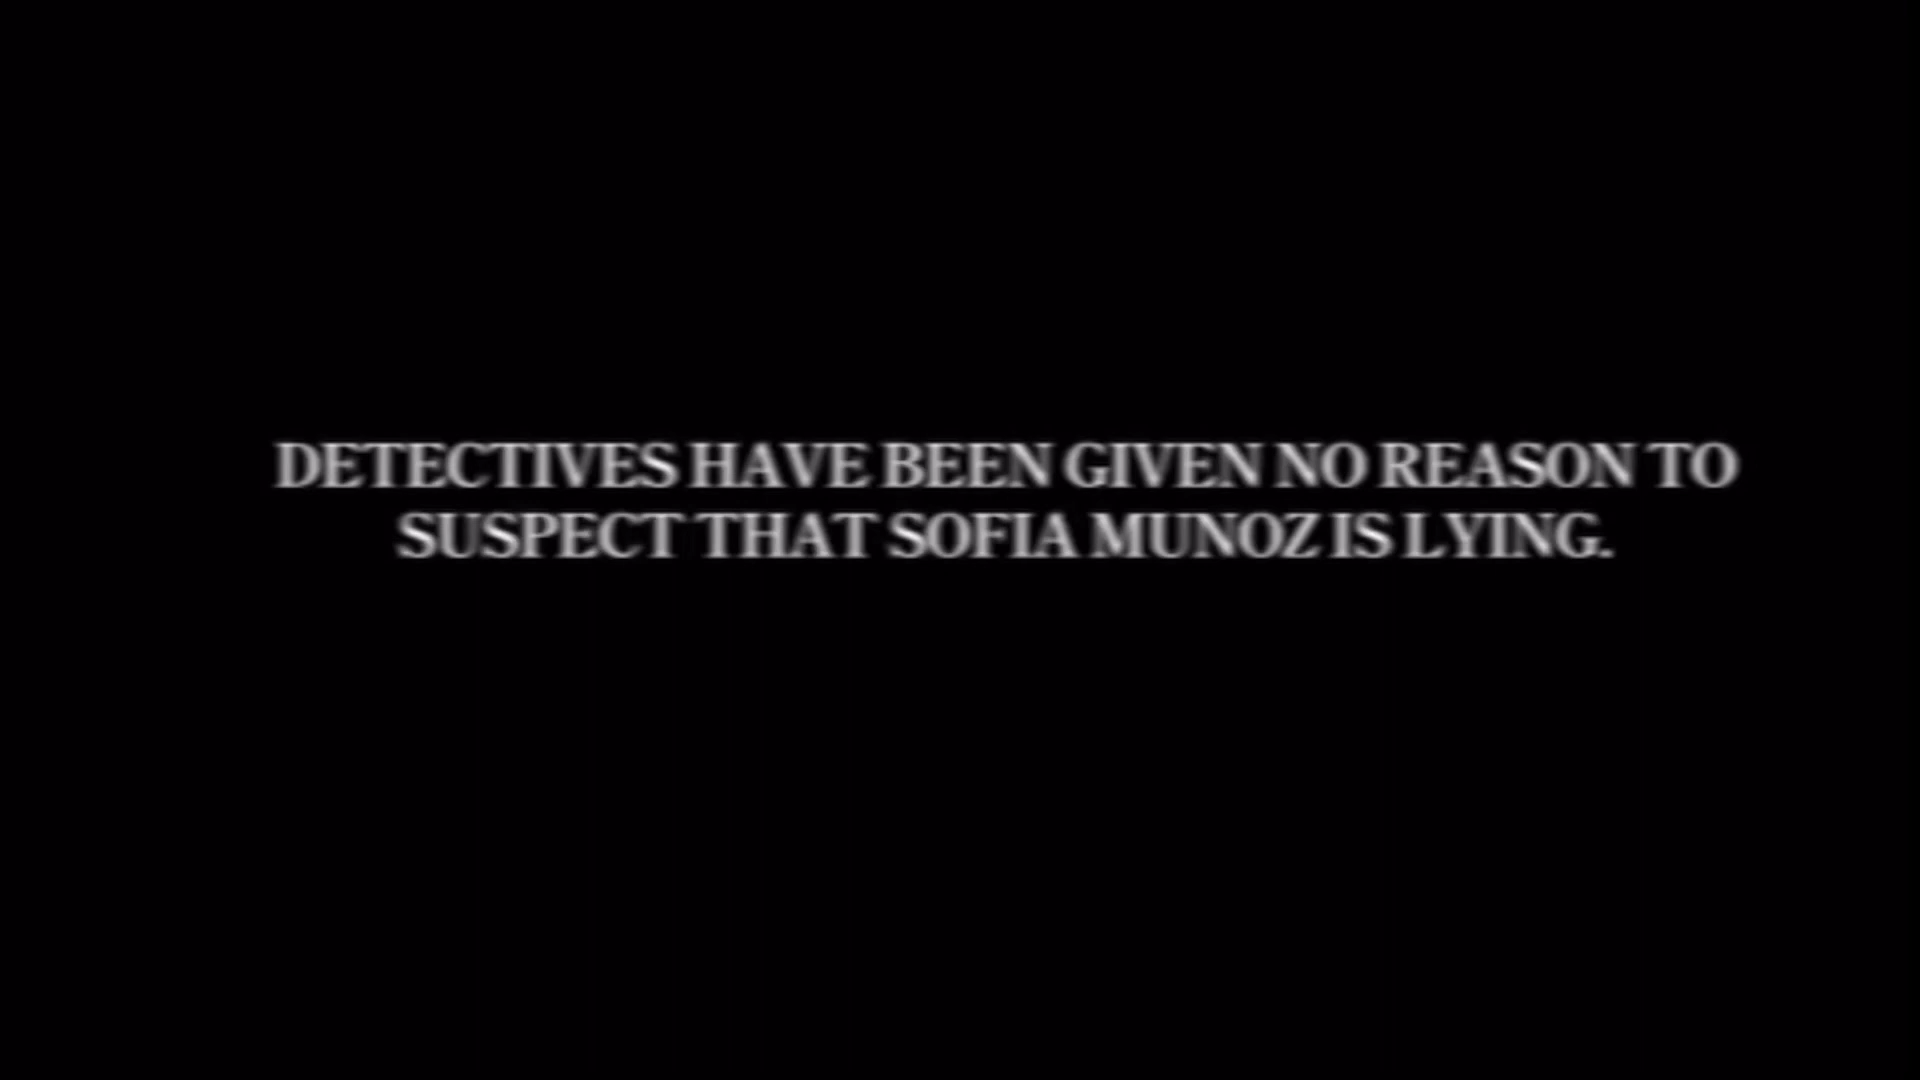 DETECTIVES HAVE BEEN GIVEN NO REASON TO
SUSPECT THAT SOFIA MUNOZ IS LYING.